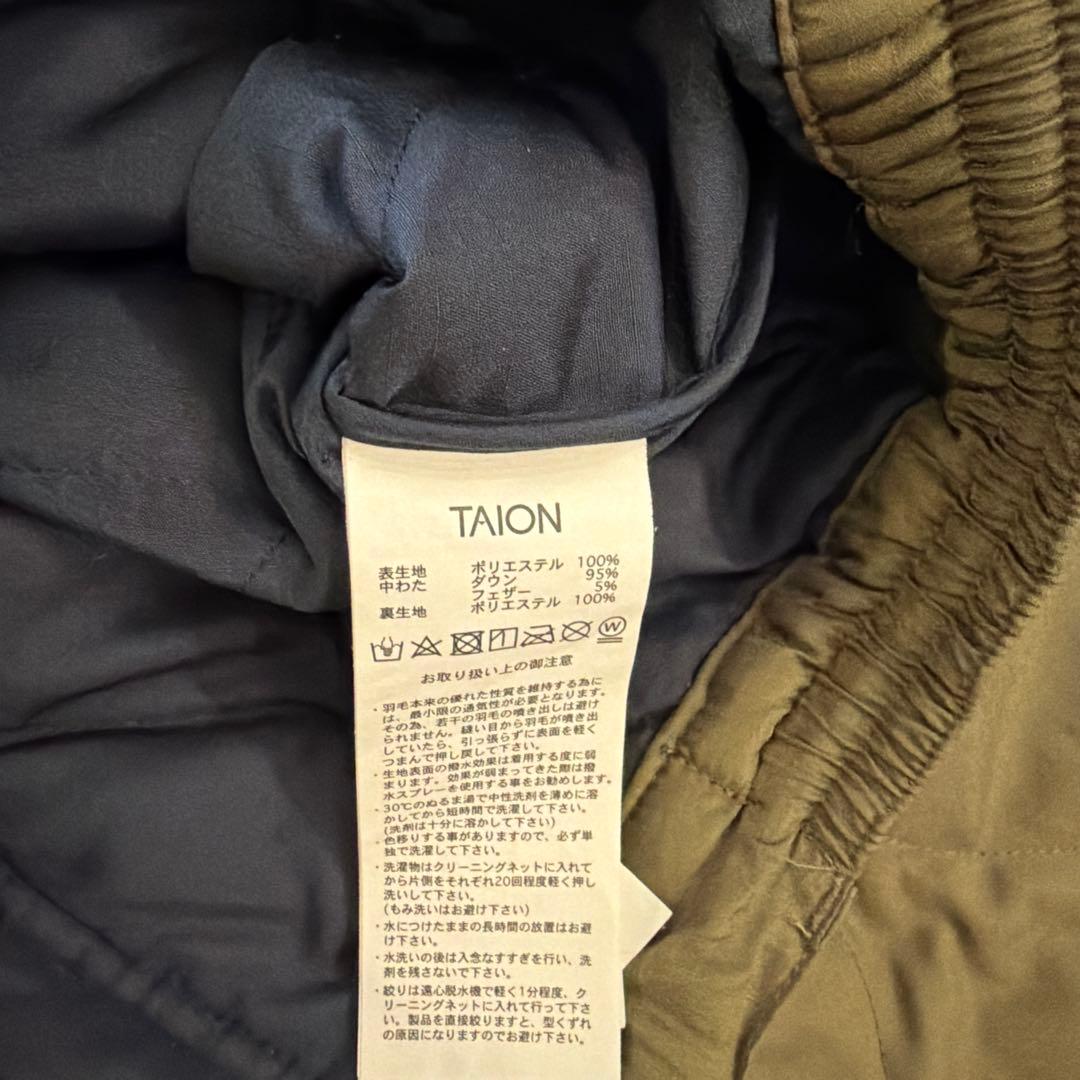 TAION
表生地 ポリエステル 100%
中わた ダウン 95%
フェザー 5%
裏生地 ポリエステル 100%
W
お取り扱い上の御注意
・羽毛本来の優れた性質を維持する為に
は、最小限の通気性が必要となります。
その為、若干の羽毛の噴き出しは避け
られません。縫い目から羽毛が噴き出
していたら、引っ張らずに表面を軽く
つまんで押し戻して下さい。
・生地表面の撥水効果は着用する度に弱
まります。効果が弱まってきた際は撥
水スプレーを使用する事をお勧めします。
・30℃のぬるま湯で中性洗剤を薄めに溶
かしてから短時間で洗濯して下さい。
(洗剤は十分に溶かして下さい)
・色移りする事がありますので、必ず単
独で洗濯して下さい。
・洗濯物はクリーニングネットに入れて
から片側をそれぞれ20回程度軽く押し
洗いして下さい。
(もみ洗いはお避け下さい)
・水につけたままの長時間の放置はお避
け下さい。
・水洗いの後は入念なすすぎを行い、洗
剤を残さないで下さい。
・絞りは遠心脱水機で軽く1分程度、ク
リーニングネットに入れて行って下さ
い。製品を直接絞りますと、型くずれ
の原因になりますのでお避け下さい。